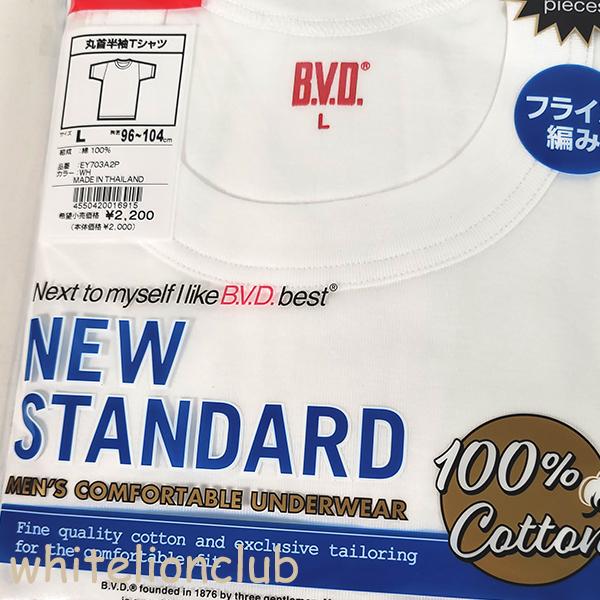 pieces
丸首半袖Tシャツ
サイズ L 胸囲 96~104cm
組成 :綿 100%
品番 :EY703A2P
カラー :WH
MADE IN THAILAND
4550420016915
希望小売価格 ¥2,200
(本体価格 ¥2,000)
B.V.D.®
L
フライス
編み
Next to myself I like B.V.D. best®
NEW
STANDARD
MEN'S COMFORTABLE UNDERWEAR
100%
Cotton
Fine quality cotton and exclusive tailoring
for the comfortable fit
whitelionclub
B.V.D.® founded in 1876 by three gentlemen